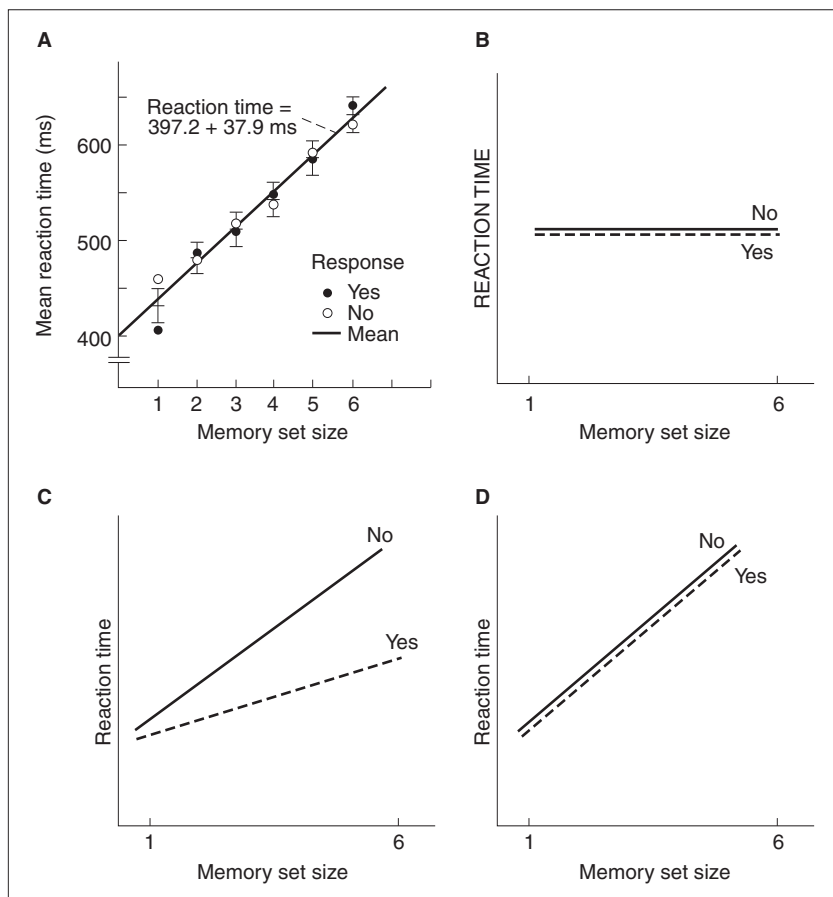 A
Mean reaction time (ms)
600
500
400
Reaction time =
397.2 + 37.9 ms
Response
Yes
No
Mean
1 2 3 4 5 6
Memory set size
B
REACTION TIME
No
Yes
1 6
Memory set size
C
Reaction time
No
Yes
1 6
Memory set size
D
Reaction time
No
Yes
1 6
Memory set size